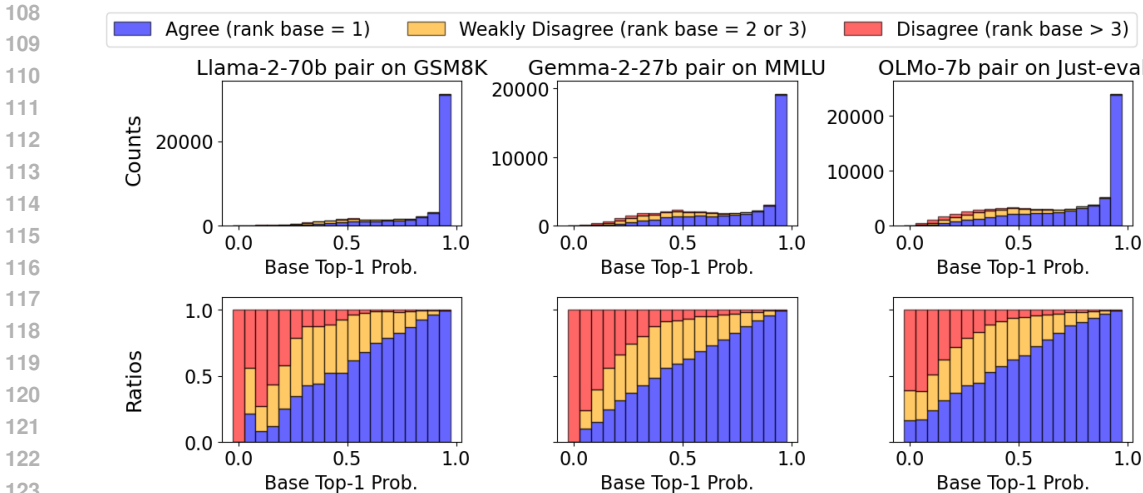 108
109
110
111
112
113
114
115
116
117
118
119
120
121
122
123
Agree (rank base = 1) Weakly Disagree (rank base = 2 or 3) Disagree (rank base > 3)
Llama-2-70b pair on GSM8K Gemma-2-27b pair on MMLU OLMo-7b pair on Just-eval
Counts
20000
0
0.0 0.5 1.0
Base Top-1 Prob.
20000
10000
0
0.0 0.5 1.0
Base Top-1 Prob.
20000
10000
0
0.0 0.5 1.0
Base Top-1 Prob.
Ratios
1.0
0.5
0.0
0.0 0.5 1.0
Base Top-1 Prob.
0.0 0.5 1.0
Base Top-1 Prob.
0.0 0.5 1.0
Base Top-1 Prob.